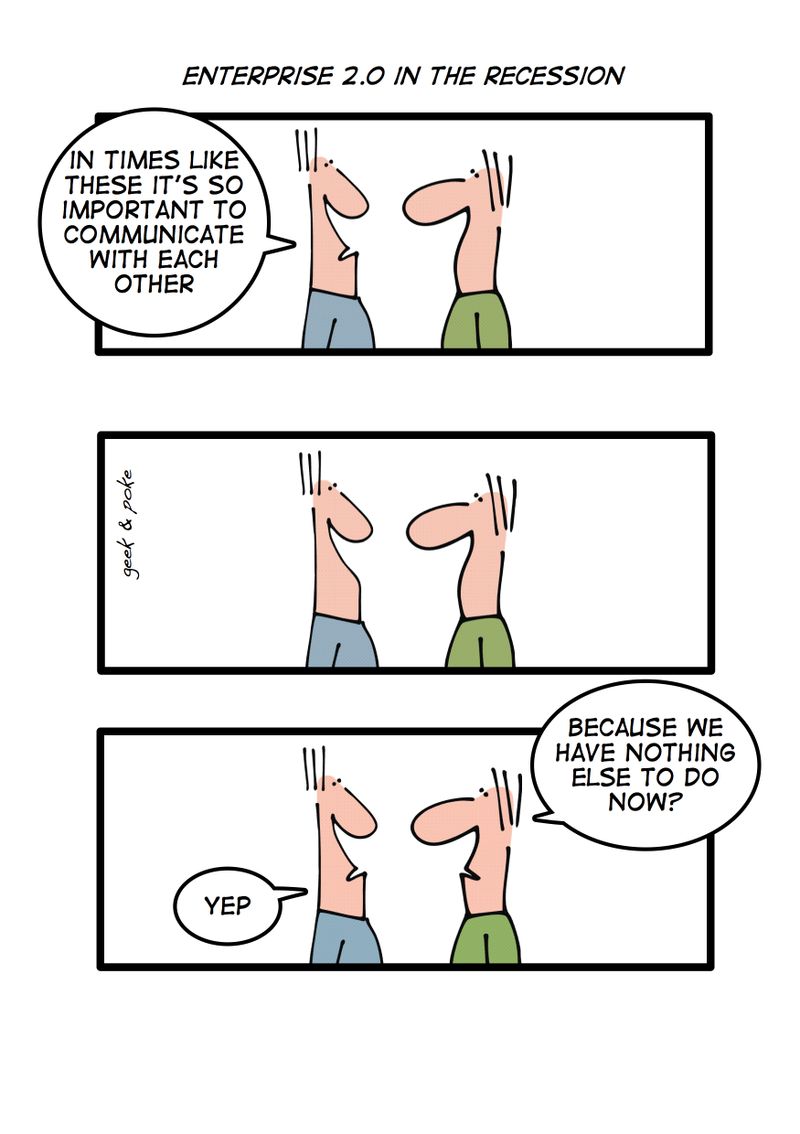 ENTERPRISE 2.0 IN THE RECESSION
IN TIMES LIKE
THESE IT'S SO
IMPORTANT TO
COMMUNICATE
WITH EACH
OTHER
geek & poke
BECAUSE WE
HAVE NOTHING
ELSE TO DO
NOW?
YEP